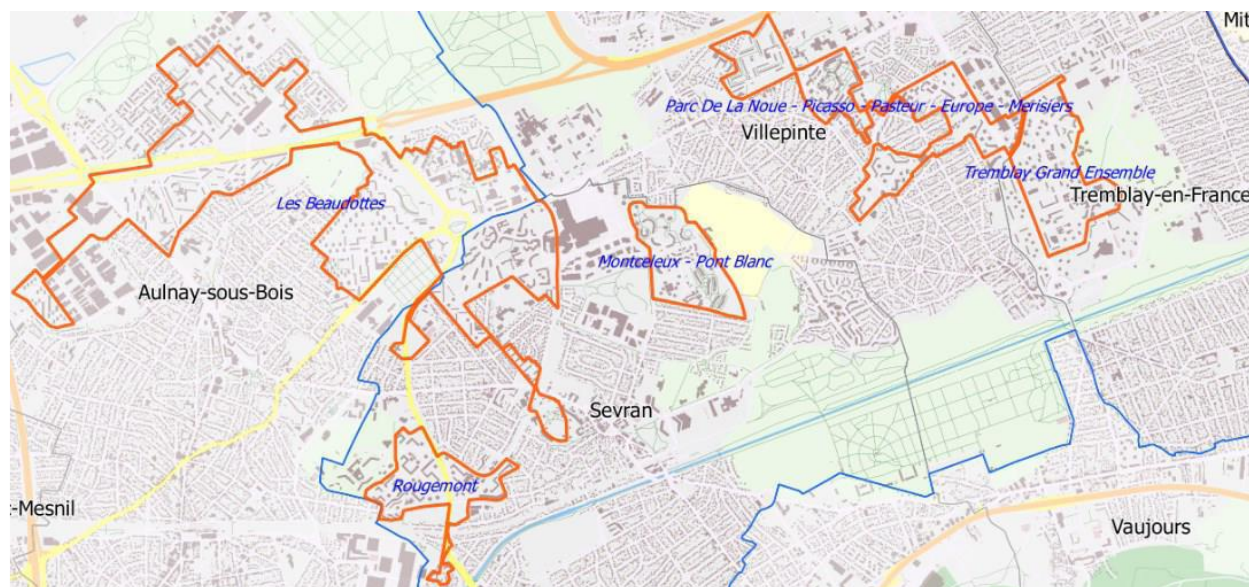 Mit
Parc De La Noue - Picasso - Pasteur - Europe - Merisiers
Villepinte
Tremblay Grand Ensemble
Tremblay-en-France
Les Beaudottes
Montceleux - Pont Blanc
Aulnay-sous-Bois
Sevran
Rougemont
-Mesnil
Vaujours